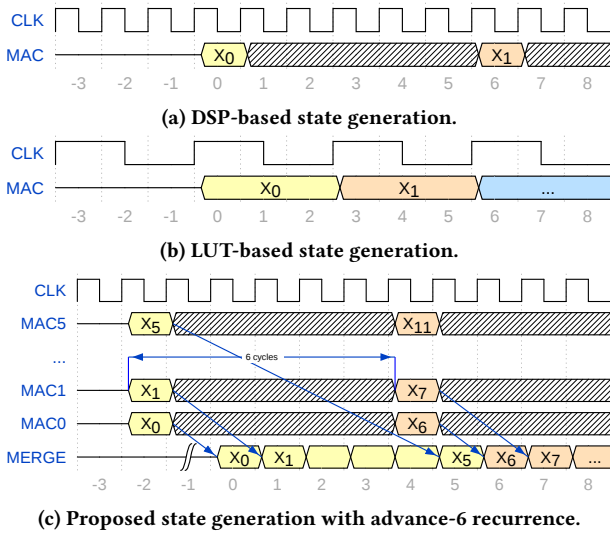 CLK
MAC X0 X1
-3 -2 -1 0 1 2 3 4 5 6 7 8
(a) DSP-based state generation.
CLK
MAC X0 X1 ...
-3 -2 -1 0 1 2 3 4 5 6 7 8
(b) LUT-based state generation.
CLK
MAC5 X5 X11
... 6 cycles
MAC1 X1 X7
MAC0 X0 X6
MERGE X0 X1 X5 X6 X7 ...
-3 -2 -1 0 1 2 3 4 5 6 7 8
(c) Proposed state generation with advance-6 recurrence.